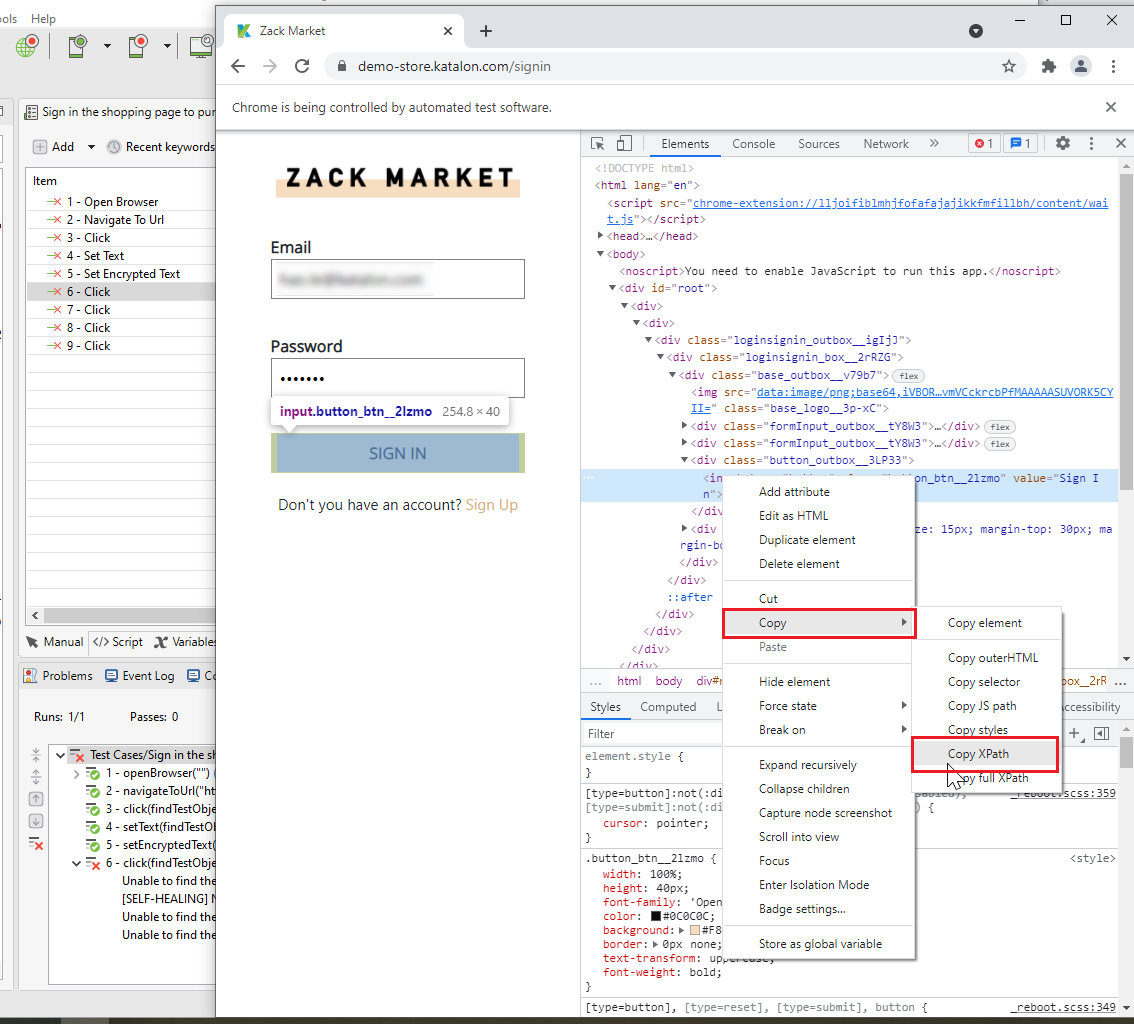 ols Help
Sign in the shopping page to pur
Add Recent keywords
Item
1 - Open Browser
2 - Navigate To Url
3 - Click
4 - Set Text
5 - Set Encrypted Text
6 - Click
7 - Click
8 - Click
9 - Click
Manual </> Script Variables
Problems Event Log Co
Runs: 1/1 Passes: 0
Test Cases/Sign in the sh
1 - openBrowser("") (
2 - navigateToUrl("ht
3 - click(findTestObje
4 - setText(findTestOb
5 - setEncryptedText(
6 - click(findTestObje
Unable to find the
[SELF-HEALING] N
Unable to find the
Unable to find the
Zack Market
demo-store.katalon.com/signin
Chrome is being controlled by automated test software.
ZACK MARKET
Email
Password
input.button_btn__2lzmo 254.8 × 40
SIGN IN
Don't you have an account? Sign Up
Elements Console Sources Network » 1 1
<!DOCTYPE html>
<html lang="en">
<script src="chrome-extension://lljoifiblmhjfofafajajikkfmfillbh/content/wai
t.js"></script>
<head>…</head>
<body>
<noscript>You need to enable JavaScript to run this app.</noscript>
<div id="root">
<div>
<div>
<div class="loginsignin_outbox__igIjJ">
<div class="loginsignin_box__2rRZG">
<div class="base_outbox__v79b7"> flex
<img src="data:image/png;base64,iVBOR…vmVCckrcbPfMAAAAASUVORK5CY
II=" class="base_logo__3p-xC">
<div class="formInput_outbox__tY8W3">…</div> flex
<div class="formInput_outbox__tY8W3">…</div> flex
<div class="button_outbox__3LP33">
<in button_btn__2lzmo" value="Sign I
n">
</di
<div ze: 15px; margin-top: 30px; ma
rgin-bo
</div>
</div>
::after
</div>
</div>
</div>
</div>
Add attribute
Edit as HTML
Duplicate element
Delete element
Cut
Copy
Paste
Hide element
Force state
Break on
Expand recursively
Collapse children
Capture node screenshot
Scroll into view
Focus
Enter Isolation Mode
Badge settings...
Store as global variable
Copy element
Copy outerHTML
Copy selector
Copy JS path
Copy styles
Copy XPath
py full XPath
... html body div#r ox__2rR ...
Styles Computed L ccessibility
Filter
element.style {
}
[type=button]:not(:di abled), _reboot.scss:359
[type=submit]:not(:di ) {
cursor: pointer;
}
.button_btn__2lzmo { <style>
width: 100%;
height: 40px;
font-family: 'Open
color: #0C0C0C;
background: #F8
border: 0px none;
text-transform: uppercase;
font-weight: bold;
}
[type=button], [type=reset], [type=submit], button { _reboot.scss:349